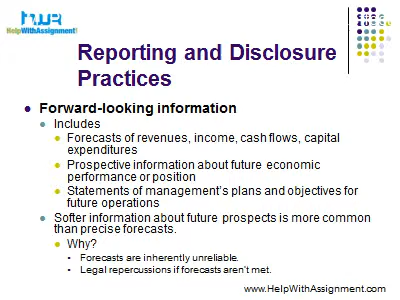 HWA
HelpWithAssignment!
Reporting and Disclosure
Practices
Forward-looking information
Includes
Forecasts of revenues, income, cash flows, capital
expenditures
Prospective information about future economic
performance or position
Statements of management's plans and objectives for
future operations
Softer information about future prospects is more common
than precise forecasts.
Why?
Forecasts are inherently unreliable.
Legal repercussions if forecasts aren't met.
www.HelpWithAssignment.com